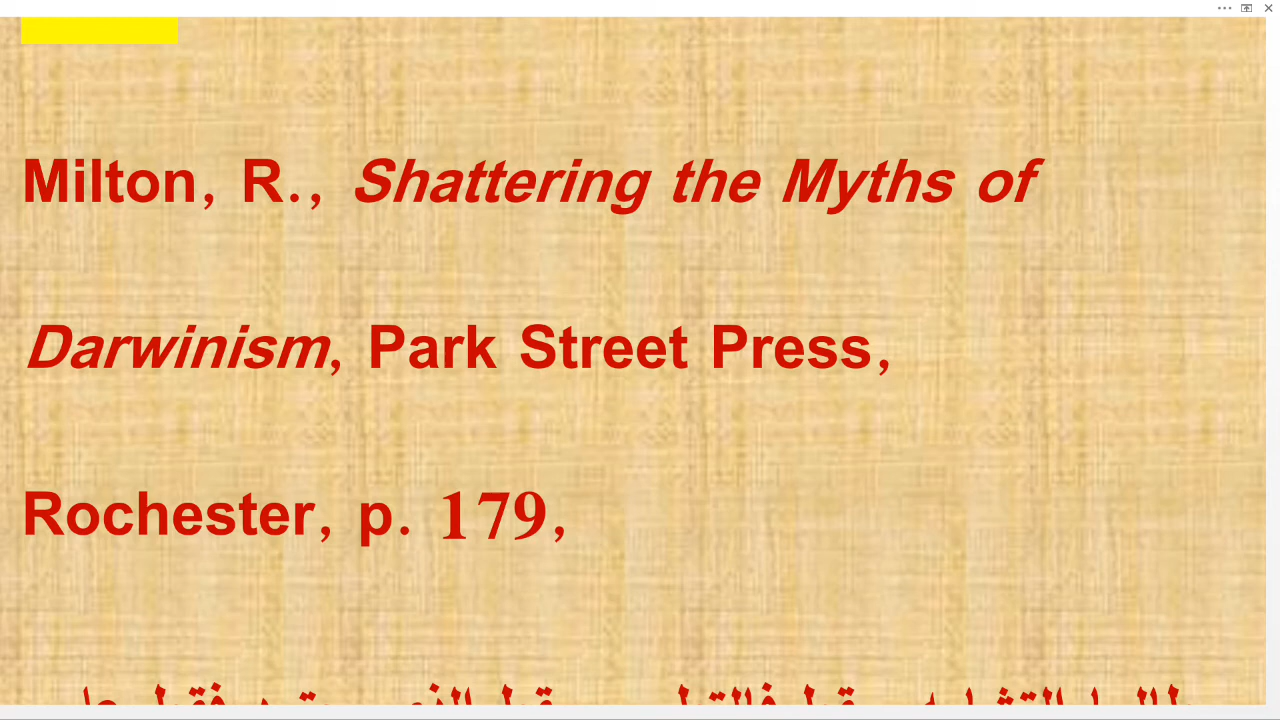 Milton, R., Shattering the Myths of
Darwinism, Park Street Press,
Rochester, p. 179,